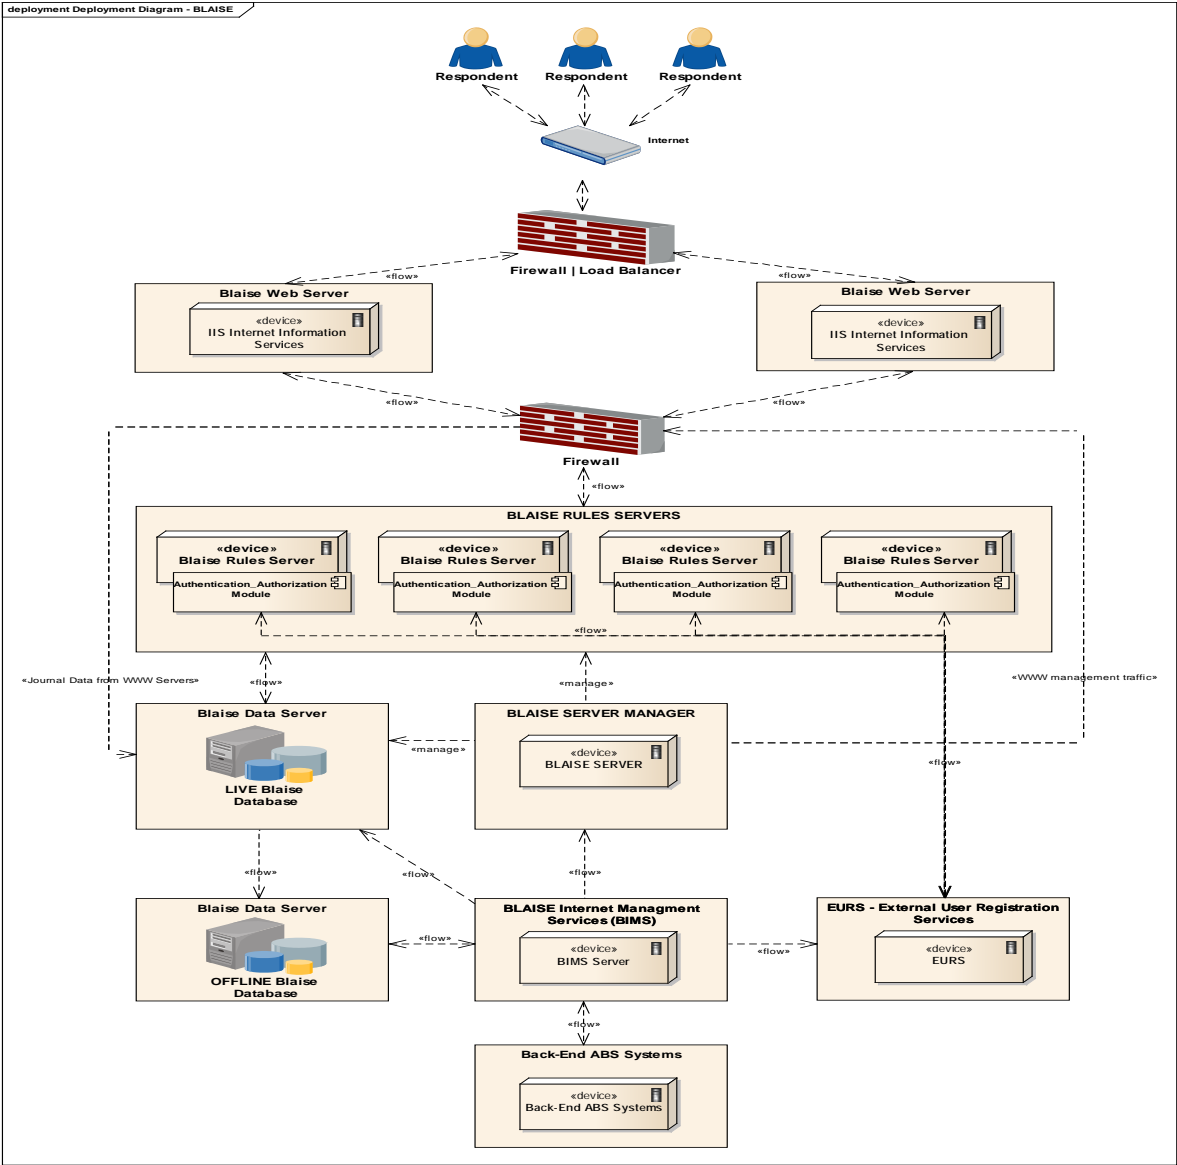 deployment Deployment Diagram - BLAISE
Respondent
Respondent
Respondent
Internet
Firewall | Load Balancer
«flow»
«flow»
Blaise Web Server
«device»
IIS Internet Information
Services
Blaise Web Server
«device»
IIS Internet Information
Services
«flow»
«flow»
Firewall
«flow»
BLAISE RULES SERVERS
«device»
Blaise Rules Server
Authentication_Authorization
Module
«device»
Blaise Rules Server
Authentication_Authorization
Module
«device»
Blaise Rules Server
Authentication_Authorization
Module
«device»
Blaise Rules Server
Authentication_Authorization
Module
«flow»
«Journal Data from WWW Servers»
«flow»
«manage»
«WWW management traffic»
Blaise Data Server
LIVE Blaise
Database
«manage»
BLAISE SERVER MANAGER
«device»
BLAISE SERVER
«flow»
«flow»
«flow»
«flow»
Blaise Data Server
OFFLINE Blaise
Database
«flow»
BLAISE Internet Managment
Services (BIMS)
«device»
BIMS Server
«flow»
EURS - External User Registration
Services
«device»
EURS
«flow»
Back-End ABS Systems
«device»
Back-End ABS Systems